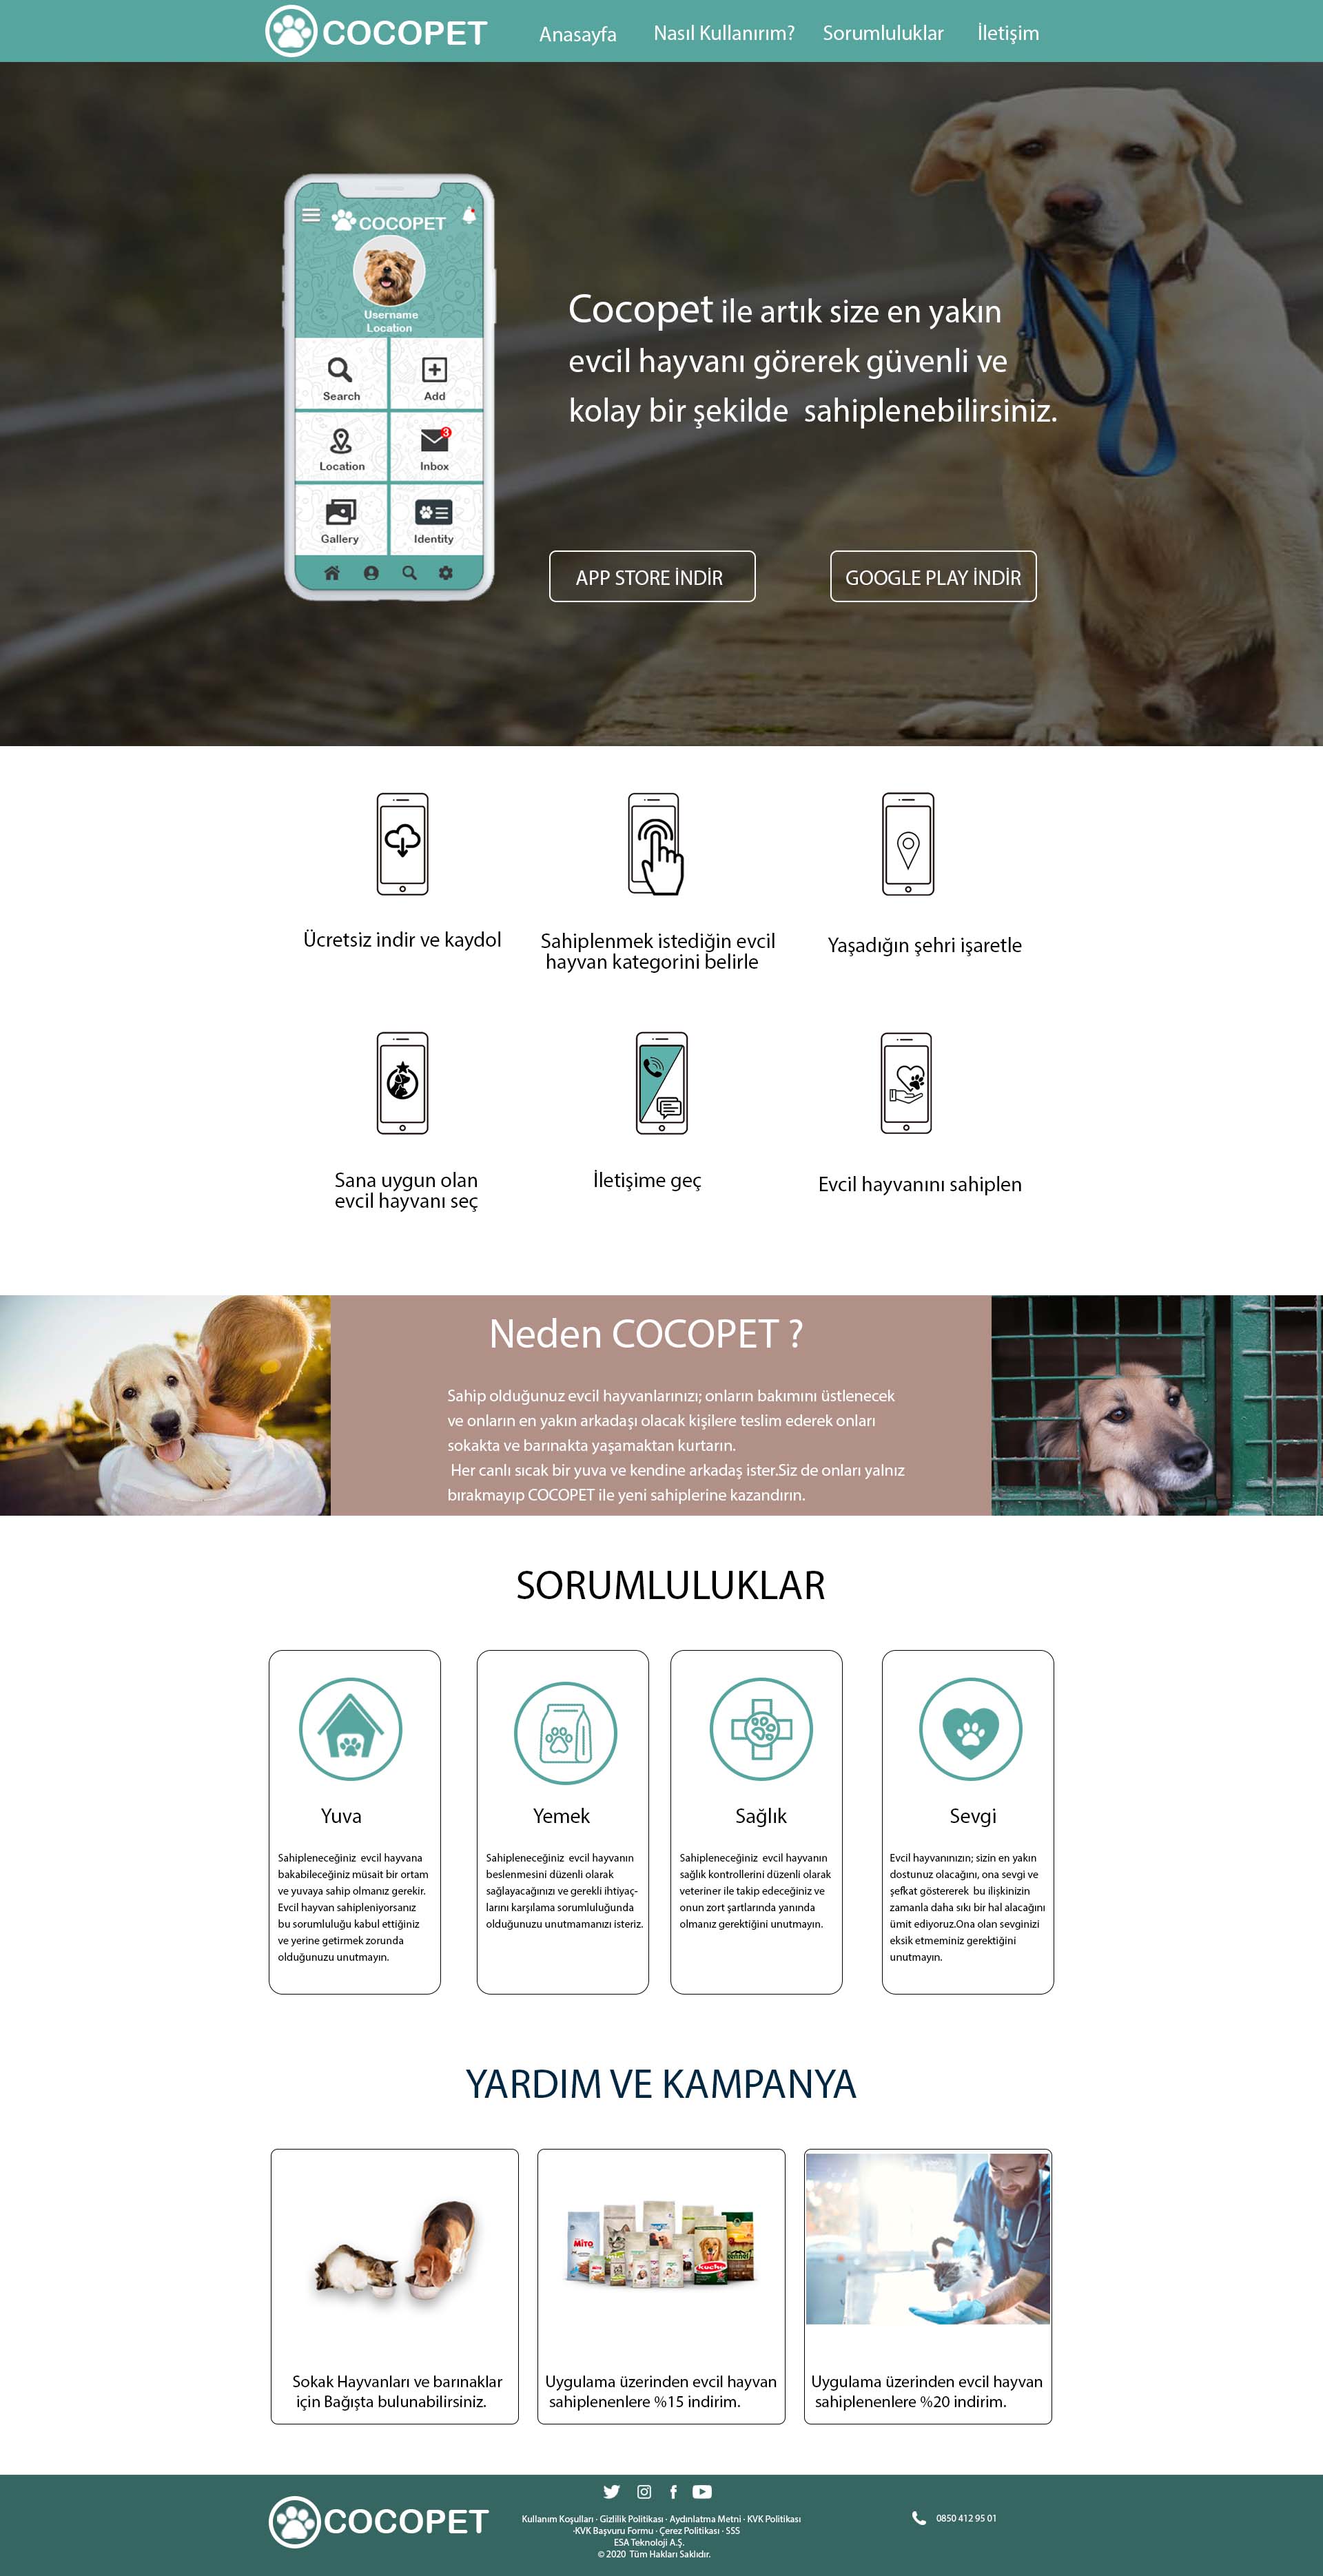 COCOPET
Anasayfa
Nasıl Kullanırım?
Sorumluluklar
İletişim
COCOPET
Username
Location
Search
Add
Location
3
Inbox
Gallery
Identity
Cocopet ile artık size en yakın
evcil hayvanı görerek güvenli ve
kolay bir şekilde sahiplenebilirsiniz.
APP STORE İNDİR
GOOGLE PLAY İNDİR
Ücretsiz indir ve kaydol
Sahiplenmek istediğin evcil
hayvan kategorini belirle
Yaşadığın şehri işaretle
Sana uygun olan
evcil hayvanı seç
İletişime geç
Evcil hayvanını sahiplen
Neden COCOPET ?
Sahip olduğunuz evcil hayvanlarınızı; onların bakımını üstlenecek
ve onların en yakın arkadaşı olacak kişilere teslim ederek onları
sokakta ve barınakta yaşamaktan kurtarın.
Her canlı sıcak bir yuva ve kendine arkadaş ister.Siz de onları yalnız
bırakmayıp COCOPET ile yeni sahiplerine kazandırın.
SORUMLULUKLAR
Yuva
Sahipleneceğiniz evcil hayvana
bakabileceğiniz müsait bir ortam
ve yuvaya sahip olmanız gerekir.
Evcil hayvan sahipleniyorsanız
bu sorumluluğu kabul ettiğiniz
ve yerine getirmek zorunda
olduğunuzu unutmayın.
Yemek
Sahipleneceğiniz evcil hayvanın
beslenmesini düzenli olarak
sağlayacağınızı ve gerekli ihtiyaç-
larını karşılama sorumluluğunda
olduğunuzu unutmamanızı isteriz.
Sağlık
Sahipleneceğiniz evcil hayvanın
sağlık kontrollerini düzenli olarak
veteriner ile takip edeceğiniz ve
onun zort şartlarında yanında
olmanız gerektiğini unutmayın.
Sevgi
Evcil hayvanınızın; sizin en yakın
dostunuz olacağını, ona sevgi ve
şefkat göstererek bu ilişkinizin
zamanla daha sıkı bir hal alacağını
ümit ediyoruz.Ona olan sevginizi
eksik etmeminiz gerektiğini
unutmayın.
YARDIM VE KAMPANYA
Sokak Hayvanları ve barınaklar
için Bağışta bulunabilirsiniz.
MİTO
Kucko
Uygulama üzerinden evcil hayvan
sahiplenenlere %15 indirim.
Uygulama üzerinden evcil hayvan
sahiplenenlere %20 indirim.
COCOPET
Kullanım Koşulları · Gizlilik Politikası · Aydınlatma Metni · KVK Politikası
·KVK Başvuru Formu · Çerez Politikası · SSS
ESA Teknoloji A.Ş.
© 2020 Tüm Hakları Saklıdır.
0850 412 95 01